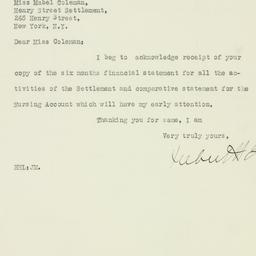 Miss Mabel Coleman,
Henry Street Settlement,
265 Henry Street,
New York, N.Y.
Dear Miss Coleman:
I beg to acknowledge receipt of your
copy of the six months financial statement for all the ac-
tivities of the Settlement and comparative statement for the
Nursing Account which will have my early attention.
Thanking you for same, I am
Very truly yours,
HHL:JM.